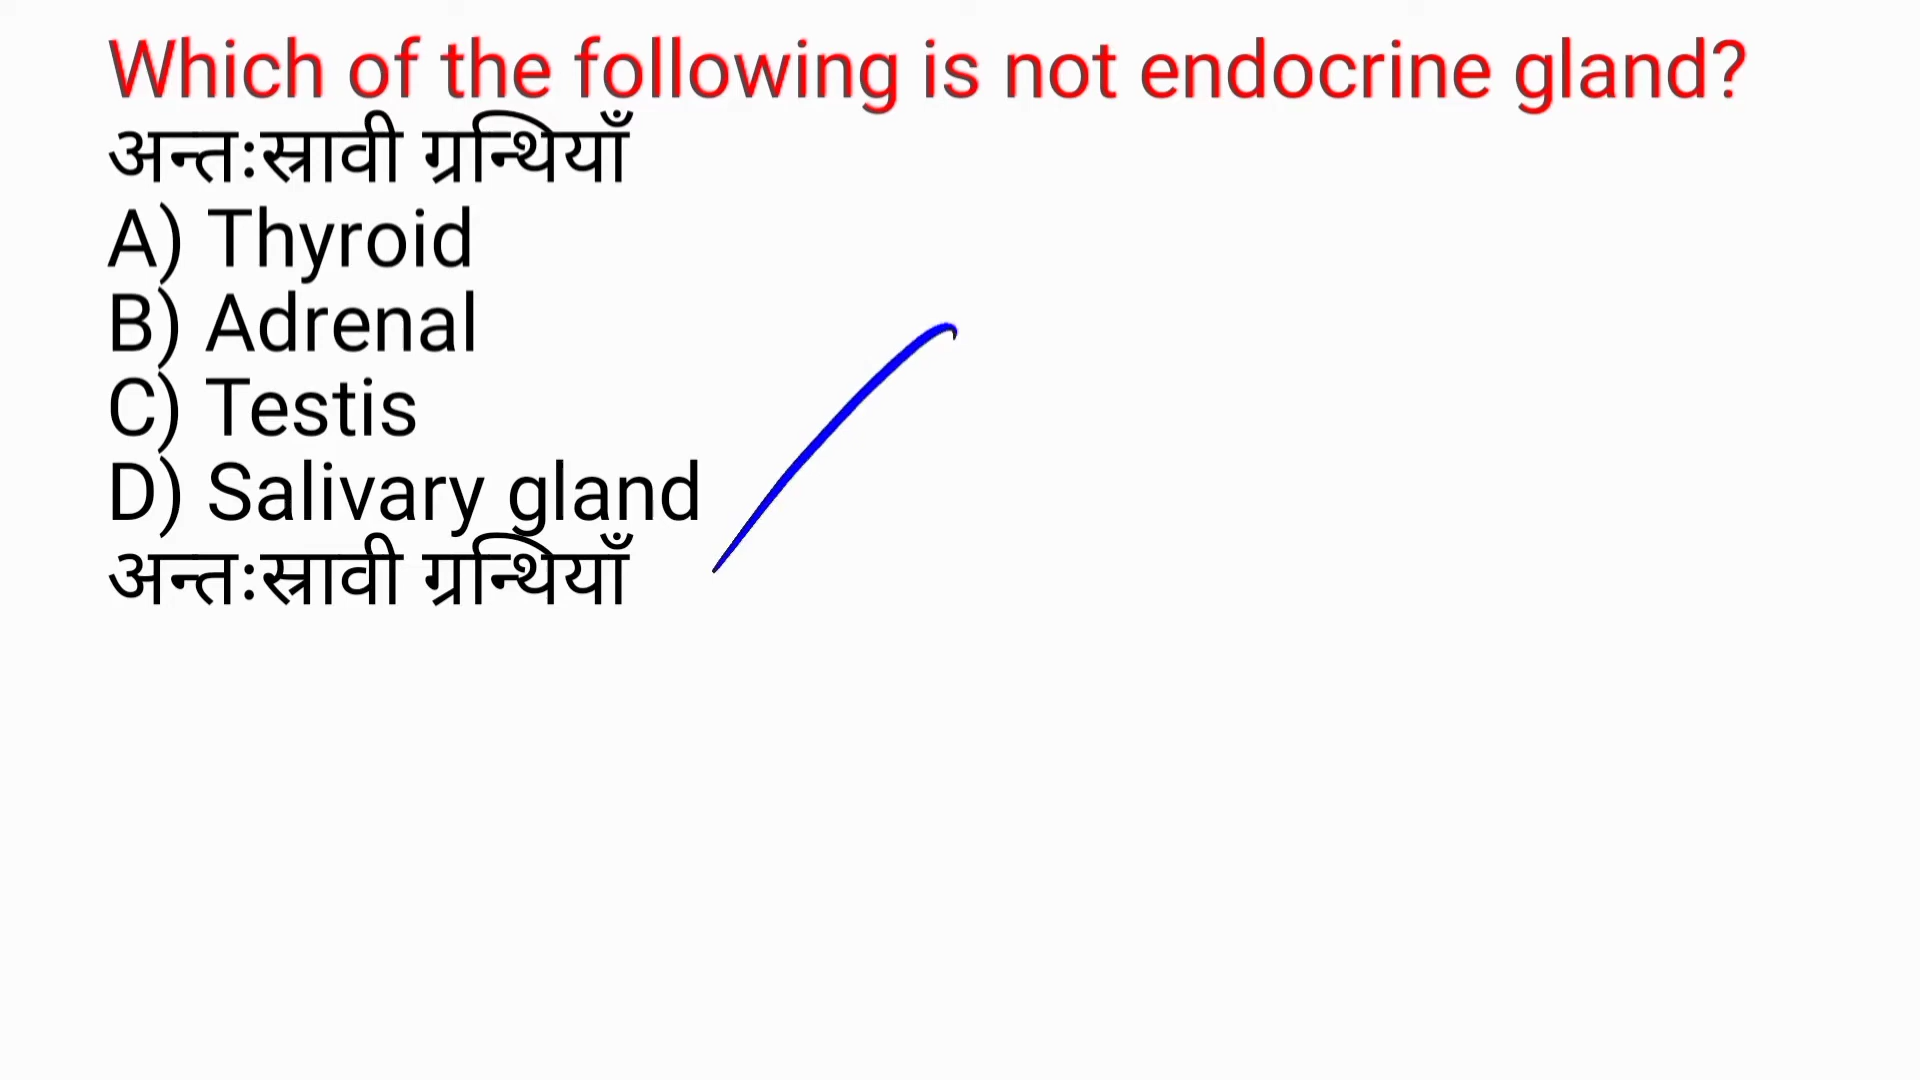 Which of the following is not endocrine gland?
अन्तःस्रावी ग्रन्थियाँ
A) Thyroid
B) Adrenal
C) Testis
D) Salivary gland
अन्तःस्रावी ग्रन्थियाँ